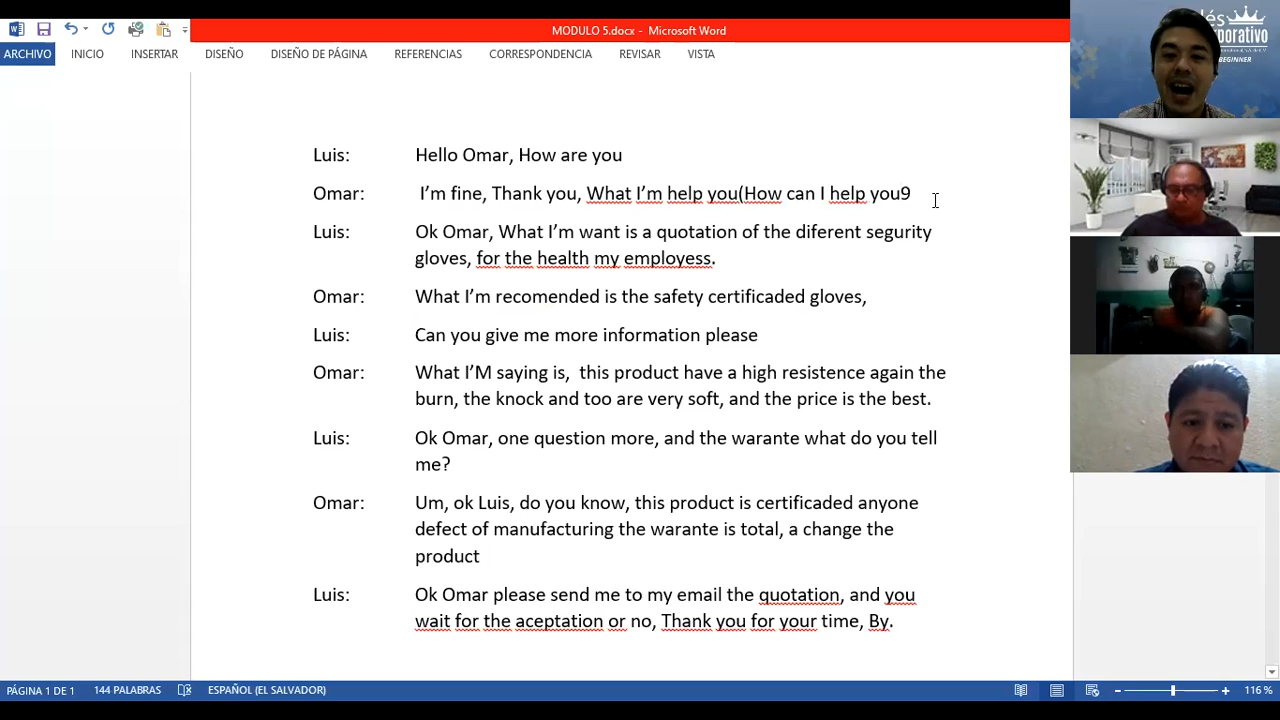 MODULO 5.docx - Microsoft Word
ARCHIVO INICIO INSERTAR DISEÑO DISEÑO DE PÁGINA REFERENCIAS CORRESPONDENCIA REVISAR VISTA
Luis: Hello Omar, How are you
Omar: I'm fine, Thank you, What I'm help you(How can I help you9
Luis: Ok Omar, What I'm want is a quotation of the diferent segurity
gloves, for the health my employess.
Omar: What I'm recomended is the safety certificaded gloves,
Luis: Can you give me more information please
Omar: What I'M saying is, this product have a high resistence again the
burn, the knock and too are very soft, and the price is the best.
Luis: Ok Omar, one question more, and the warante what do you tell
me?
Omar: Um, ok Luis, do you know, this product is certificaded anyone
defect of manufacturing the warante is total, a change the
product
Luis: Ok Omar please send me to my email the quotation, and you
wait for the aceptation or no, Thank you for your time, By.
PÁGINA 1 DE 1 144 PALABRAS ESPAÑOL (EL SALVADOR) 116 %
BEGINNER